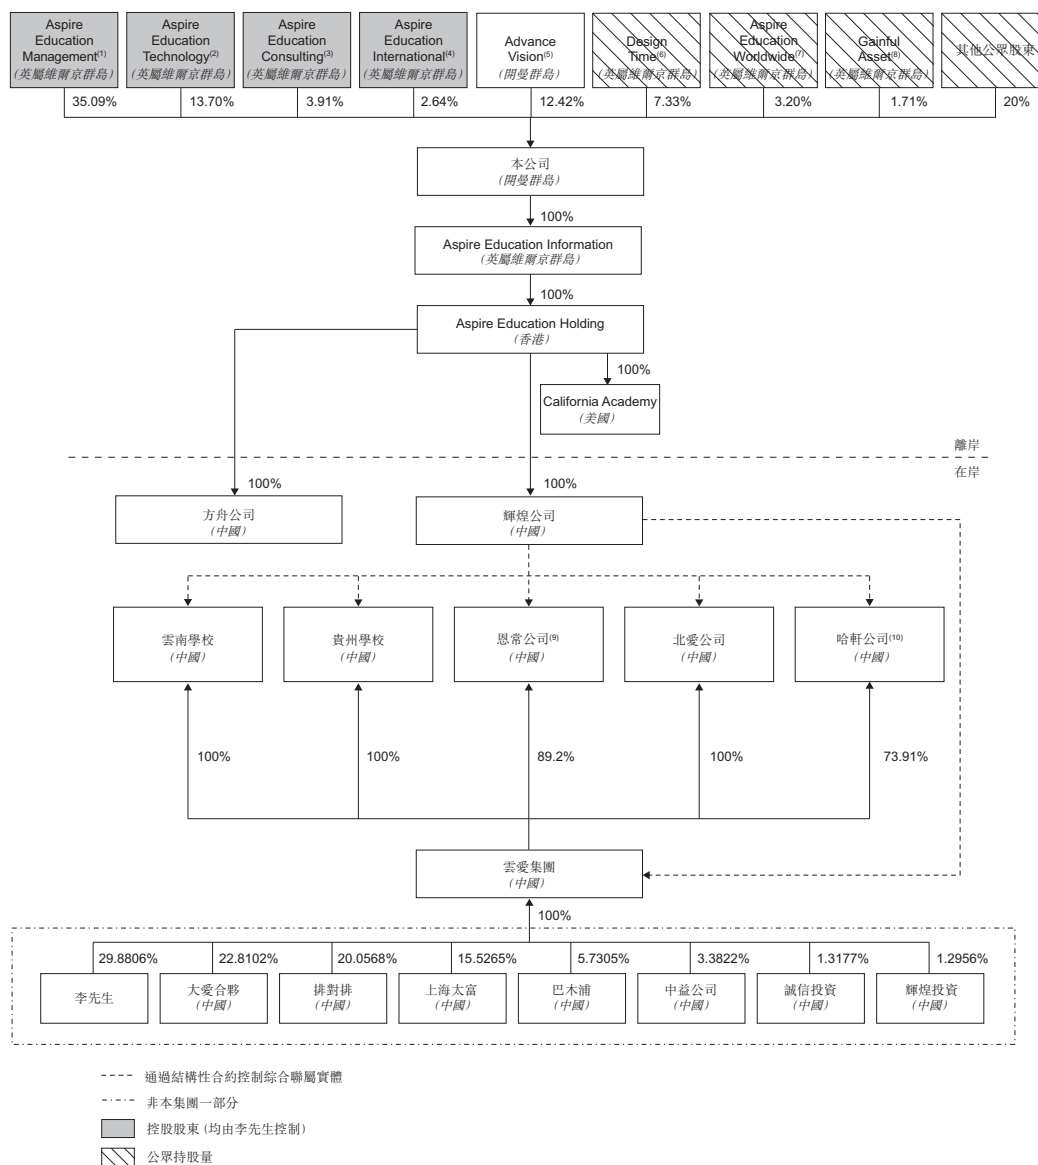 Aspire
Education
Management(1)
(英屬維爾京群島)
Aspire
Education
Technology(2)
(英屬維爾京群島)
Aspire
Education
Consulting(3)
(英屬維爾京群島)
Aspire
Education
International(4)
(英屬維爾京群島)
Advance
Vision(5)
(開曼群島)
Design
Time(6)
(英屬維爾京群島)
Aspire
Education
Worldwide(7)
(英屬維爾京群島)
Gainful
Asset(8)
(英屬維爾京群島)
其他公眾股東
35.09%
13.70%
3.91%
2.64%
12.42%
7.33%
3.20%
1.71%
20%
本公司
(開曼群島)
100%
Aspire Education Information
(英屬維爾京群島)
100%
Aspire Education Holding
(香港)
100%
California Academy
(美國)
離岸
在岸
100%
100%
方舟公司
(中國)
輝煌公司
(中國)
雲南學校
(中國)
貴州學校
(中國)
恩常公司(9)
(中國)
北愛公司
(中國)
哈軒公司(10)
(中國)
100%
100%
89.2%
100%
73.91%
雲愛集團
(中國)
100%
29.8806%
22.8102%
20.0568%
15.5265%
5.7305%
3.3822%
1.3177%
1.2956%
李先生
大愛合夥
(中國)
排對排
(中國)
上海太富
(中國)
巴木浦
(中國)
中益公司
(中國)
誠信投資
(中國)
輝煌投資
(中國)
通過結構性合約控制綜合聯屬實體
非本集團一部分
控股股東 (均由李先生控制)
公眾持股量